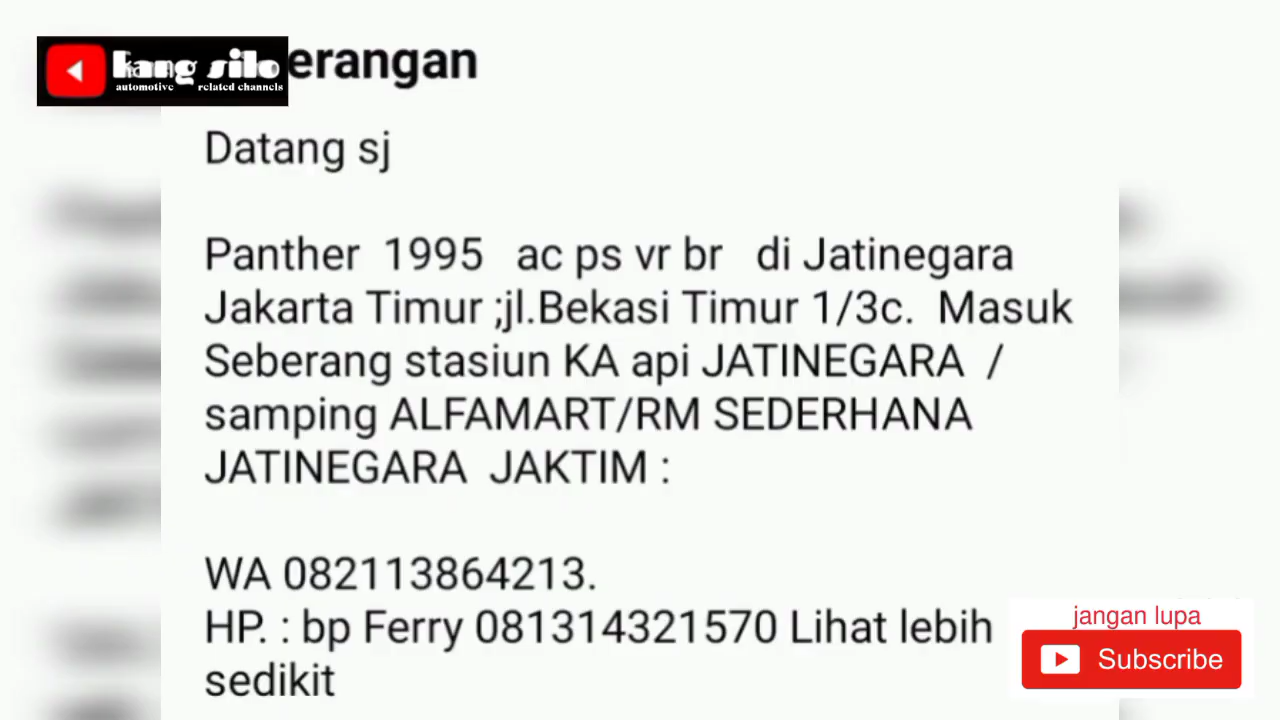 kang silo
automotive related channels
erangan
Datang sj
Panther 1995 ac ps vr br di Jatinegara
Jakarta Timur ;jl.Bekasi Timur 1/3c. Masuk
Seberang stasiun KA api JATINEGARA /
samping ALFAMART/RM SEDERHANA
JATINEGARA JAKTIM :
WA 082113864213.
HP. : bp Ferry 081314321570 Lihat lebih
sedikit
jangan lupa
Subscribe